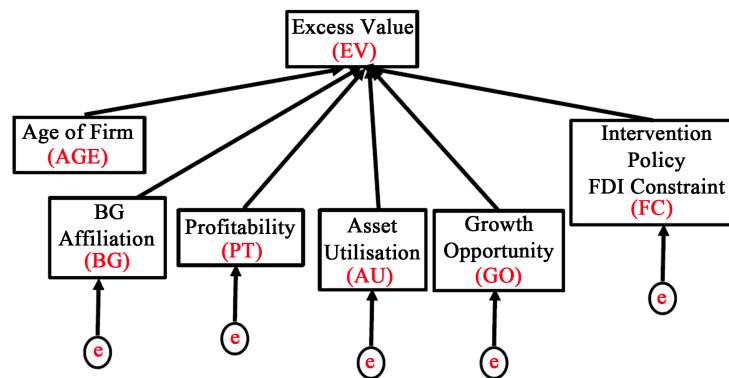 Excess Value
(EV)
Age of Firm
(AGE)
Intervention
Policy
FDI Constraint
(FC)
BG
Affiliation
(BG)
Profitability
(PT)
Asset
Utilisation
(AU)
Growth
Opportunity
(GO)
e
e
e
e
e